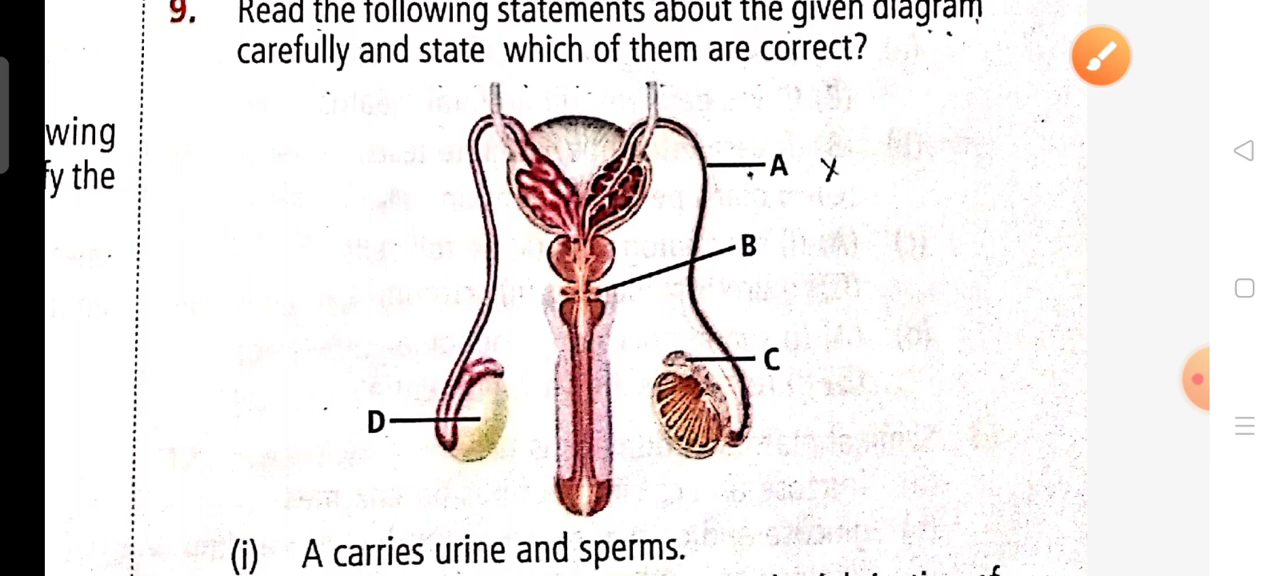 9. Read the following statements about the given diagram
carefully and state which of them are correct?
wing
fy the
A x
B
C
D
(i) A carries urine and sperms.
of